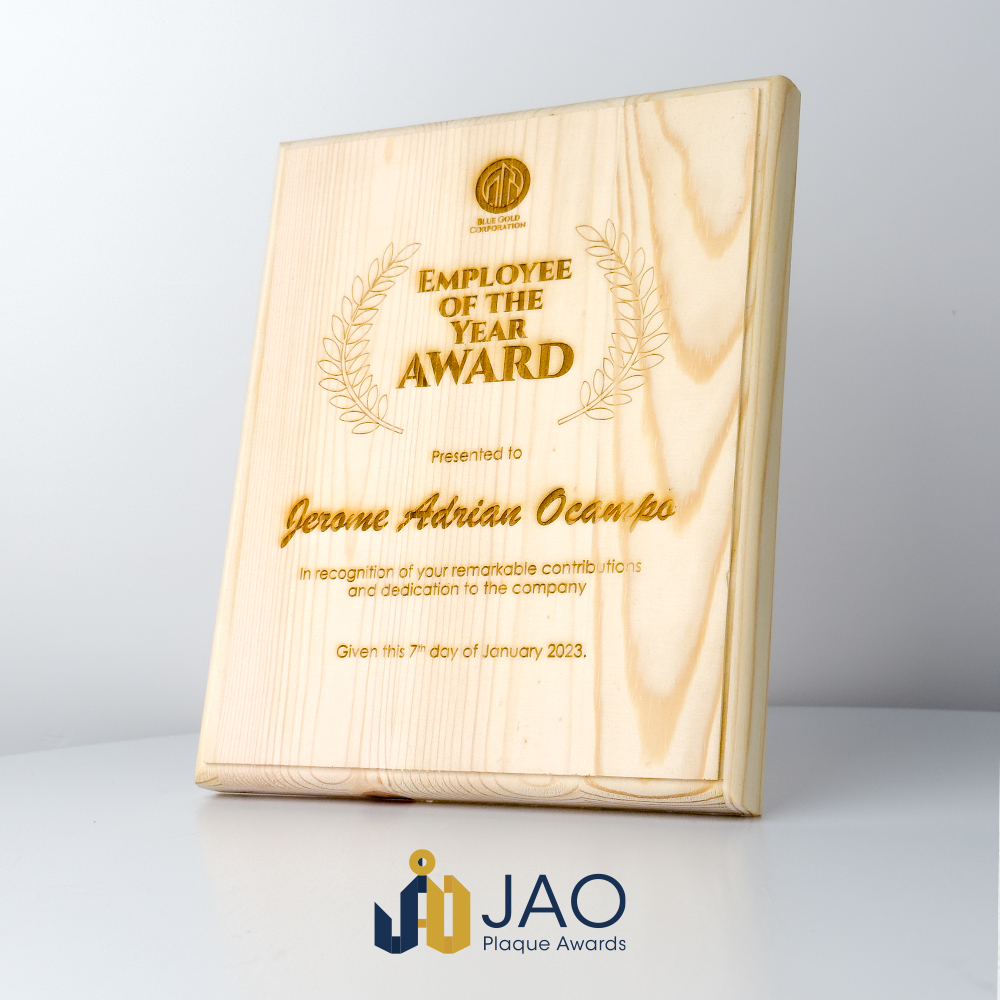 BLUE GOLD
CORPORATION
EMPLOYEE
OF THE
YEAR
AWARD
Presented to
Jerome Adrian Ocampo
In recognition of your remarkable contributions
and dedication to the company
Given this 7th day of January 2023.
JAO
Plaque Awards